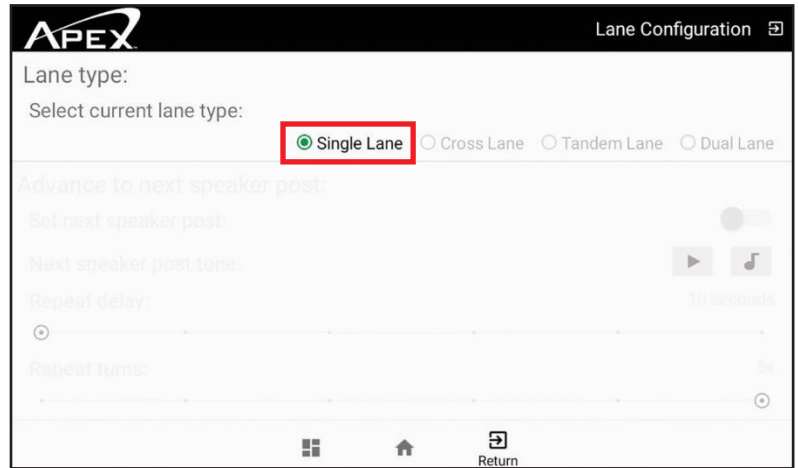 APEX
Lane Configuration
Lane type:
Select current lane type:
Single Lane Cross Lane Tandem Lane Dual Lane
Advance to next speaker post:
Set next speaker post:
Next speaker post tone:
Repeat delay: 10 seconds
Repeat turns: 5x
Return